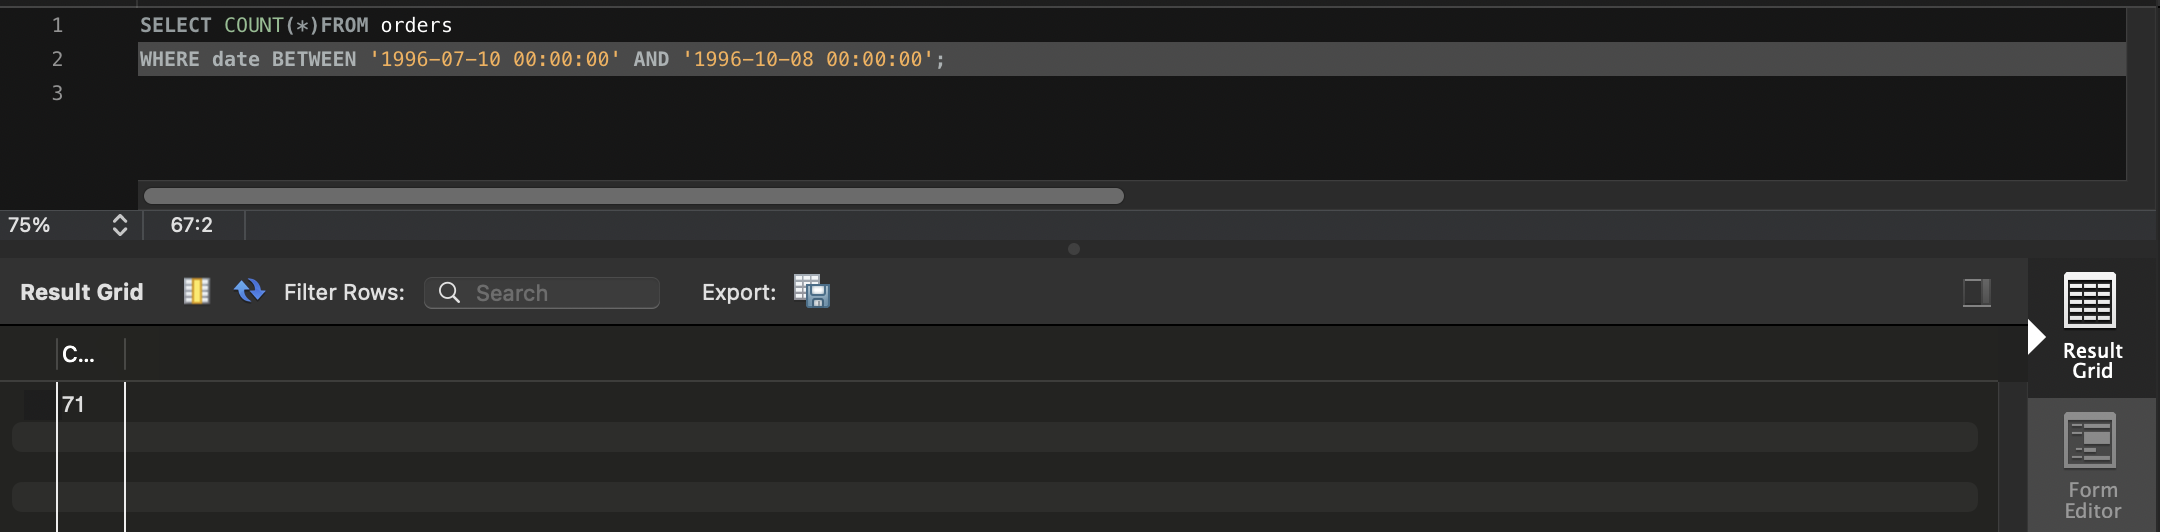 1 SELECT COUNT(*)FROM orders
2 WHERE date BETWEEN '1996-07-10 00:00:00' AND '1996-10-08 00:00:00';
3
75% 67:2
Result Grid Filter Rows: Search Export:
C...
71
Result
Grid
Form
Editor